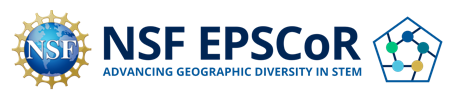 NSF
NSF EPSCoR
ADVANCING GEOGRAPHIC DIVERSITY IN STEM